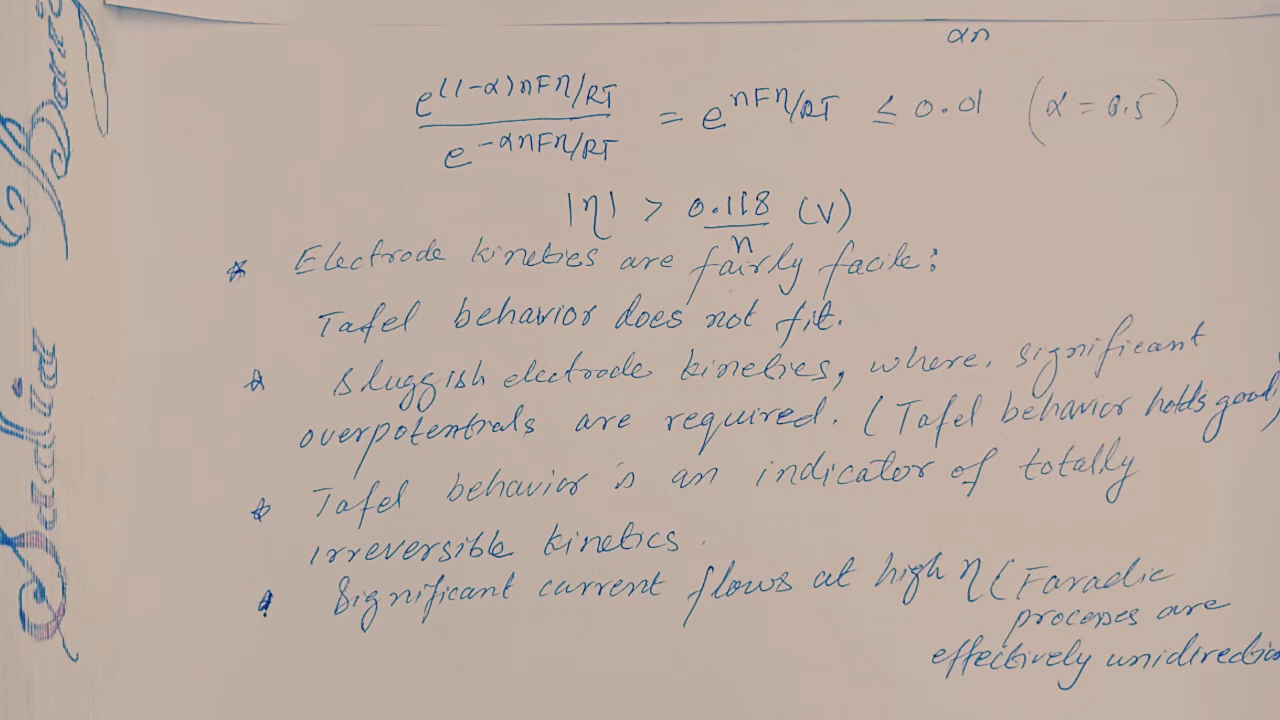 αn
e^((1-α)nFη/RT) / e^(-αnFη/RT) = e^(nFη/RT) ≤ 0.01 (α = 0.5)
|η| > 0.118/n (V)
* Electrode kinetics are fairly facile:
Tafel behavior does not fit.
* Sluggish electrode kinetics, where, significant
overpotentials are required. (Tafel behavior holds good)
* Tafel behavior is an indicator of totally
irreversible kinetics.
* Significant current flows at high η (Faradic
processes are
effectively unidirectio
Sadia